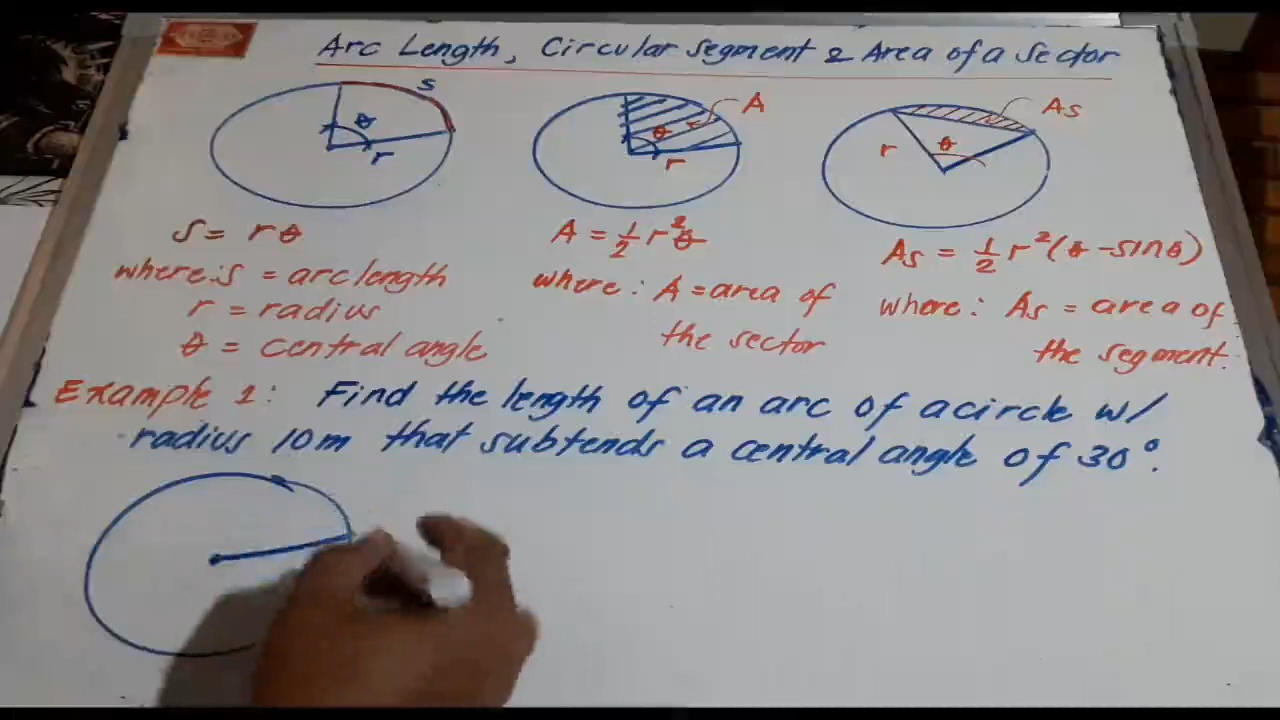 Arc Length, Circular Segment & Area of a Sector
s
θ
r
A
θ
r
As
r
θ
S = rθ
where: s = arc length
r = radius
θ = central angle
A = 1/2 r²θ
where: A = area of
the sector
As = 1/2 r²(θ - sinθ)
where: As = area of
the segment.
Example 1: Find the length of an arc of a circle w/
radius 10m that subtends a central angle of 30°.